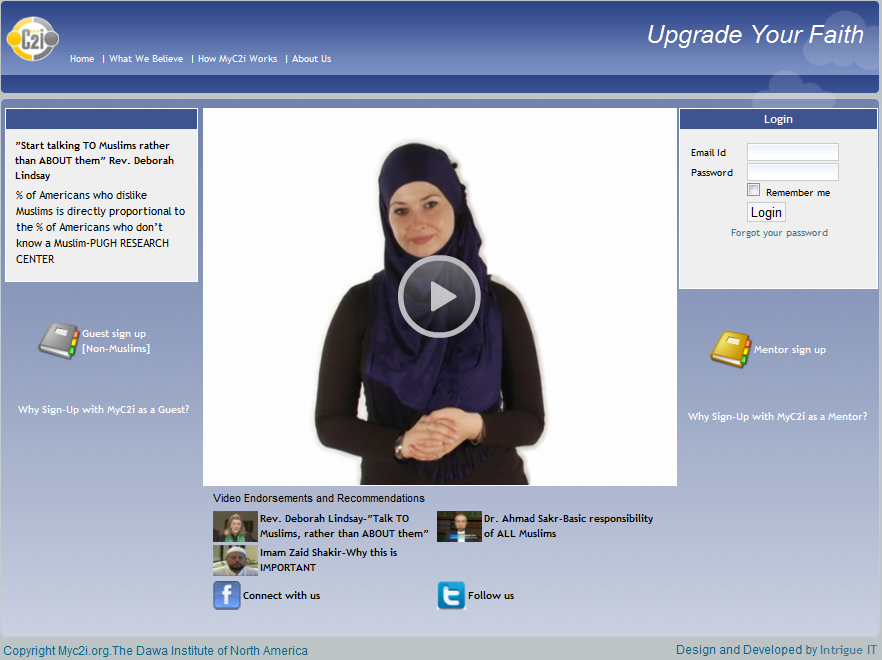 C2i
Upgrade Your Faith
Home | What We Believe | How MyC2i Works | About Us
”Start talking TO Muslims rather
than ABOUT them” Rev. Deborah
Lindsay
% of Americans who dislike
Muslims is directly proportional to
the % of Americans who don’t
know a Muslim-PUGH RESEARCH
CENTER
Guest sign up
[Non-Muslims]
Why Sign-Up with MyC2i as a Guest?
Login
Email Id
Password
Remember me
Login
Forgot your password
Mentor sign up
Why Sign-Up with MyC2i as a Mentor?
Video Endorsements and Recommendations
Rev. Deborah Lindsay-”Talk TO
Muslims, rather than ABOUT them”
Dr. Ahmad Sakr-Basic responsibility
of ALL Muslims
Imam Zaid Shakir-Why this is
IMPORTANT
f Connect with us
t Follow us
Copyright Myc2i.org.The Dawa Institute of North America
Design and Developed by Intrigue IT